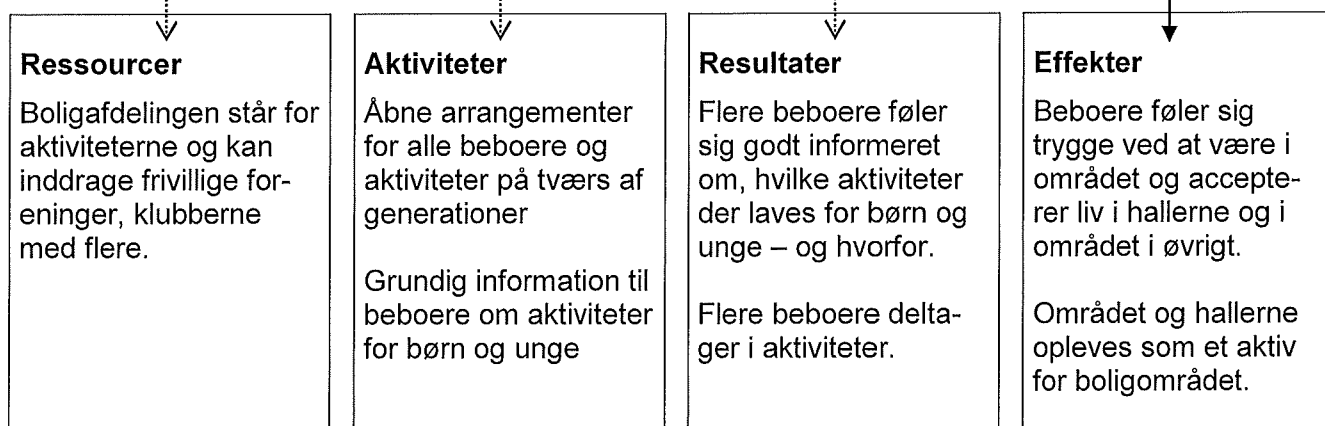 Ressourcer
Boligafdelingen står for
aktiviteterne og kan
inddrage frivillige for-
eninger, klubberne
med flere.
Aktiviteter
Åbne arrangementer
for alle beboere og
aktiviteter på tværs af
generationer
Grundig information til
beboere om aktiviteter
for børn og unge
Resultater
Flere beboere føler
sig godt informeret
om, hvilke aktiviteter
der laves for børn og
unge – og hvorfor.
Flere beboere delta-
ger i aktiviteter.
Effekter
Beboere føler sig
trygge ved at være i
området og accepte-
rer liv i hallerne og i
området i øvrigt.
Området og hallerne
opleves som et aktiv
for boligområdet.